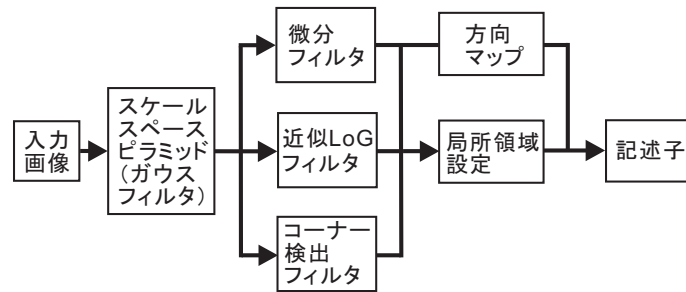 入力
画像
スケール
スペース
ピラミッド
(ガウス
フィルタ)
微分
フィルタ
近似LoG
フィルタ
コーナー
検出
フィルタ
方向
マップ
局所領域
設定
記述子